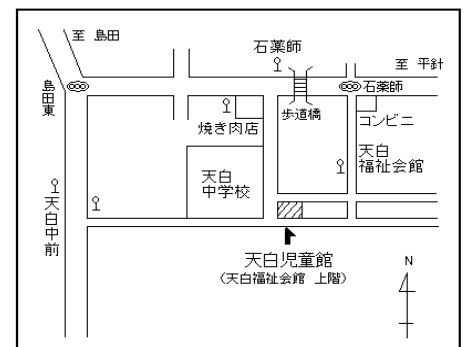 至 島田
石薬師
至 平針
島田東
石薬師
歩道橋
焼き肉店
コンビニ
天白
福祉会館
天白
中学校
天白中前
天白児童館
(天白福祉会館 上階)
N